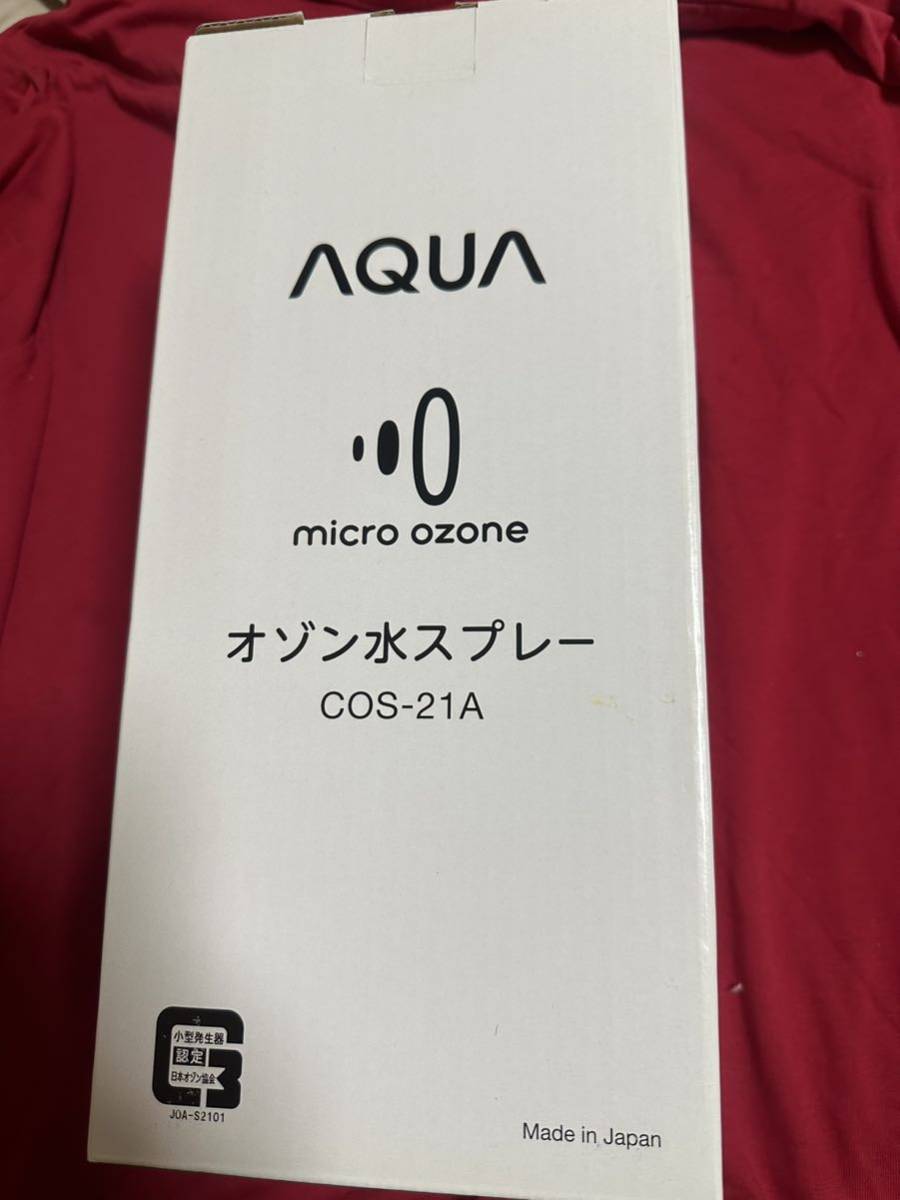 AQUA
micro ozone
オゾン水スプレー
COS-21A
小型発生器
認定
日本オゾン協会
JOA-S2101
Made in Japan